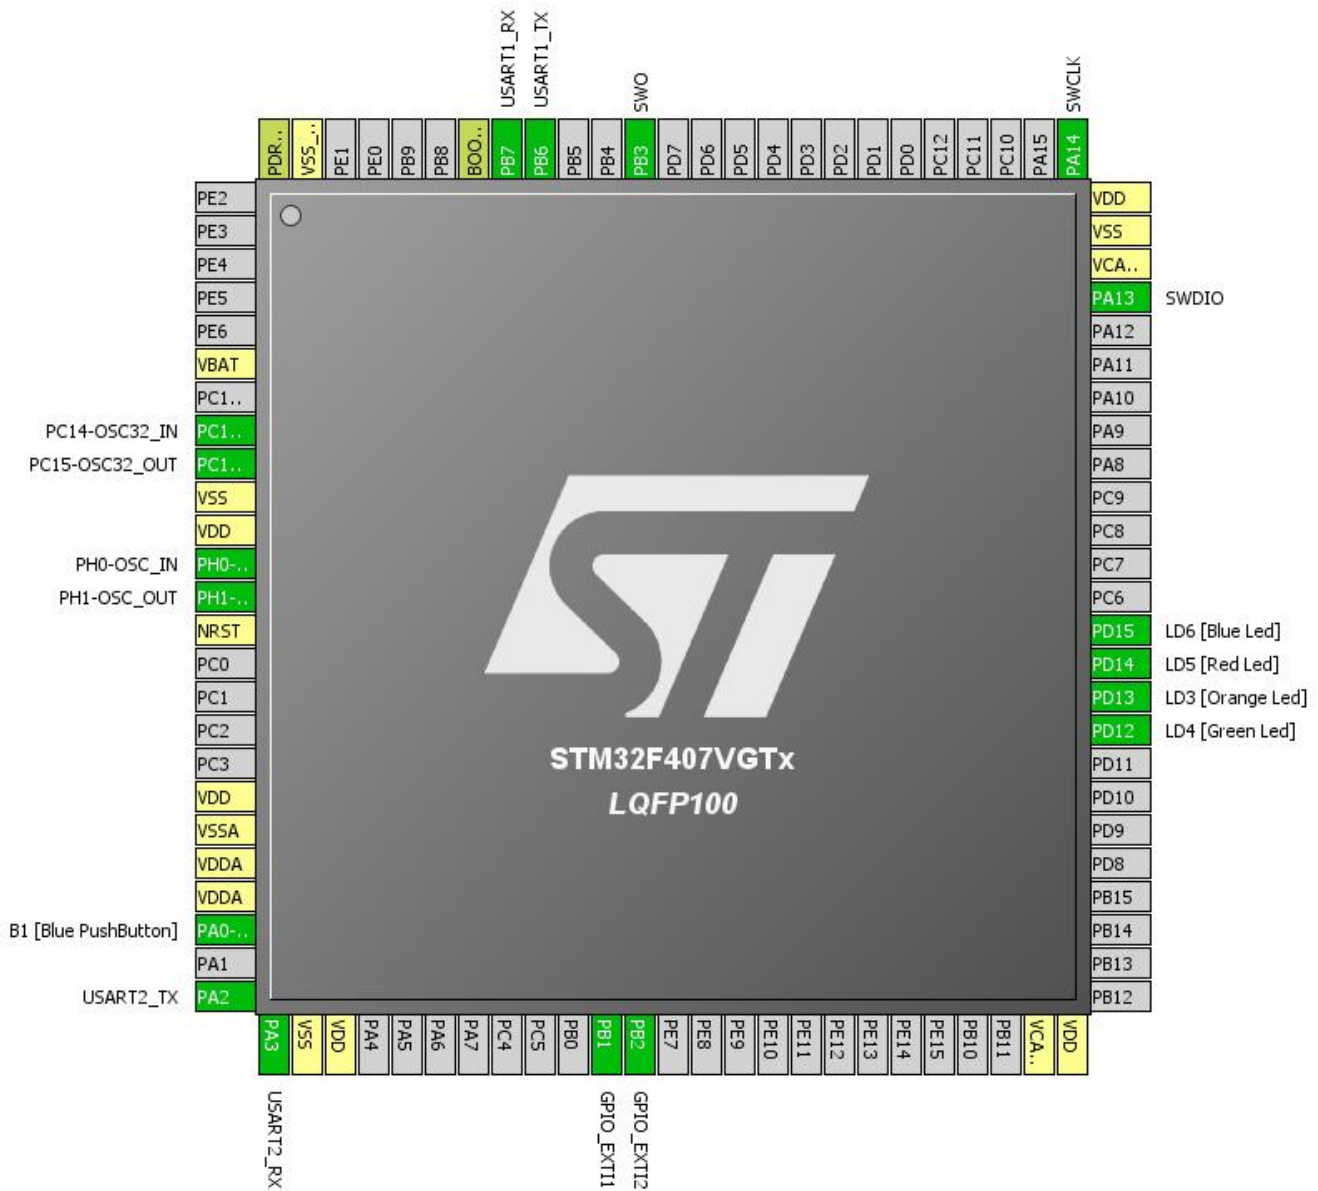 USART1_RX
USART1_TX
SWO
SWCLK
PDR..
VSS_..
PE1
PE0
PB9
PB8
BOO..
PB7
PB6
PB5
PB4
PB3
PD7
PD6
PD5
PD4
PD3
PD2
PD1
PD0
PC12
PC11
PC10
PA15
PA14
PE2
PE3
PE4
PE5
PE6
VBAT
PC1..
PC14-OSC32_IN PC1..
PC15-OSC32_OUT PC1..
VSS
VDD
PH0-OSC_IN PH0-..
PH1-OSC_OUT PH1-..
NRST
PC0
PC1
PC2
PC3
VDD
VSSA
VDDA
VDDA
B1 [Blue PushButton] PA0-..
PA1
USART2_TX PA2
ST
STM32F407VGTx
LQFP100
VDD
VSS
VCA..
PA13 SWDIO
PA12
PA11
PA10
PA9
PA8
PC9
PC8
PC7
PC6
PD15 LD6 [Blue Led]
PD14 LD5 [Red Led]
PD13 LD3 [Orange Led]
PD12 LD4 [Green Led]
PD11
PD10
PD9
PD8
PB15
PB14
PB13
PB12
PA3
VSS
VDD
PA4
PA5
PA6
PA7
PC4
PC5
PB0
PB1
PB2
PE7
PE8
PE9
PE10
PE11
PE12
PE13
PE14
PE15
PB10
PB11
VCA..
VDD
USART2_RX
GPIO_EXTI1
GPIO_EXTI2